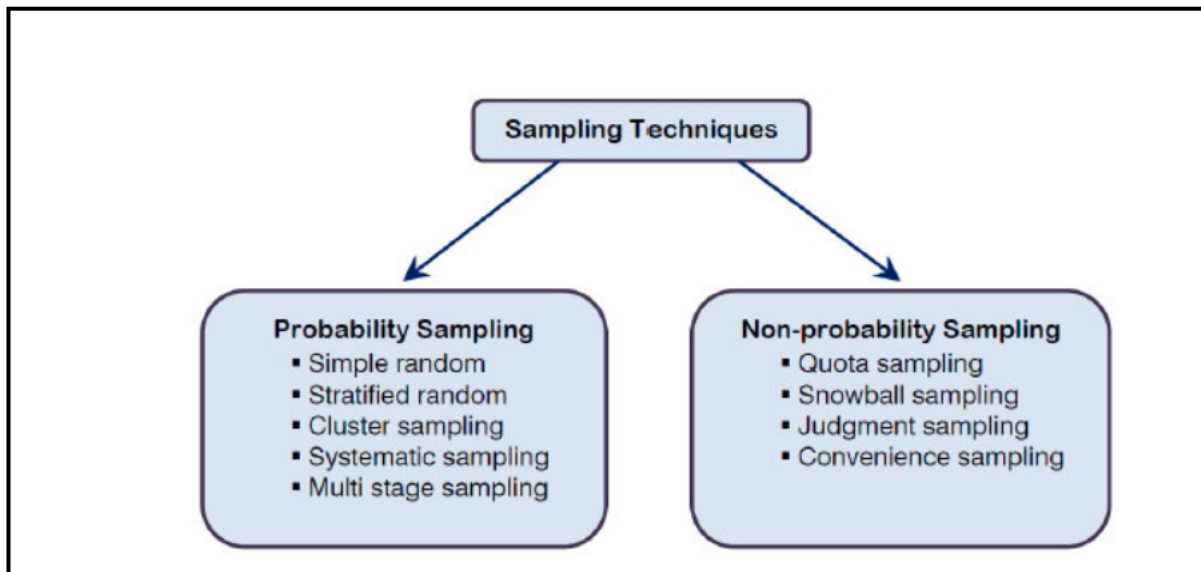 Sampling Techniques
Probability Sampling
▪ Simple random
▪ Stratified random
▪ Cluster sampling
▪ Systematic sampling
▪ Multi stage sampling
Non-probability Sampling
▪ Quota sampling
▪ Snowball sampling
▪ Judgment sampling
▪ Convenience sampling